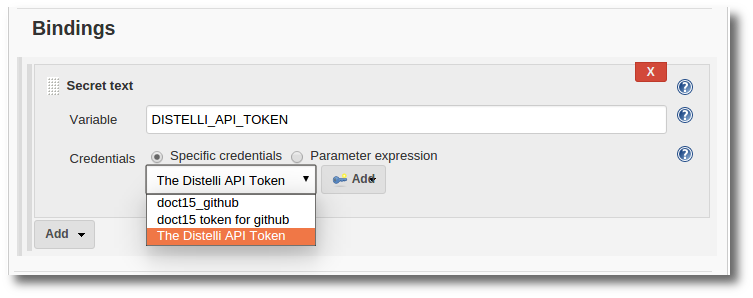 Bindings
X
Secret text
?
Variable DISTELLI_API_TOKEN ?
Credentials Specific credentials Parameter expression ?
The Distelli API Token Add
doct15_github
doct15 token for github
The Distelli API Token
Add